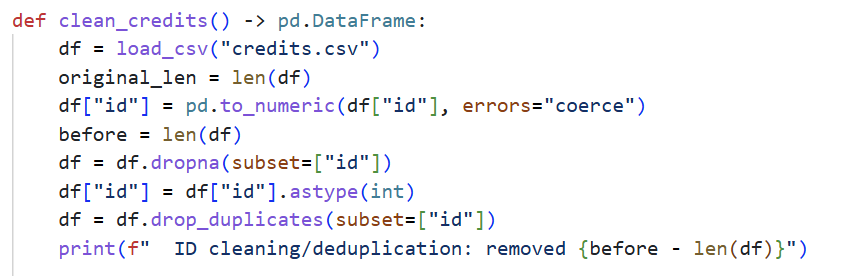 def clean_credits() -> pd.DataFrame:
    df = load_csv("credits.csv")
    original_len = len(df)
    df["id"] = pd.to_numeric(df["id"], errors="coerce")
    before = len(df)
    df = df.dropna(subset=["id"])
    df["id"] = df["id"].astype(int)
    df = df.drop_duplicates(subset=["id"])
    print(f"  ID cleaning/deduplication: removed {before - len(df)}")